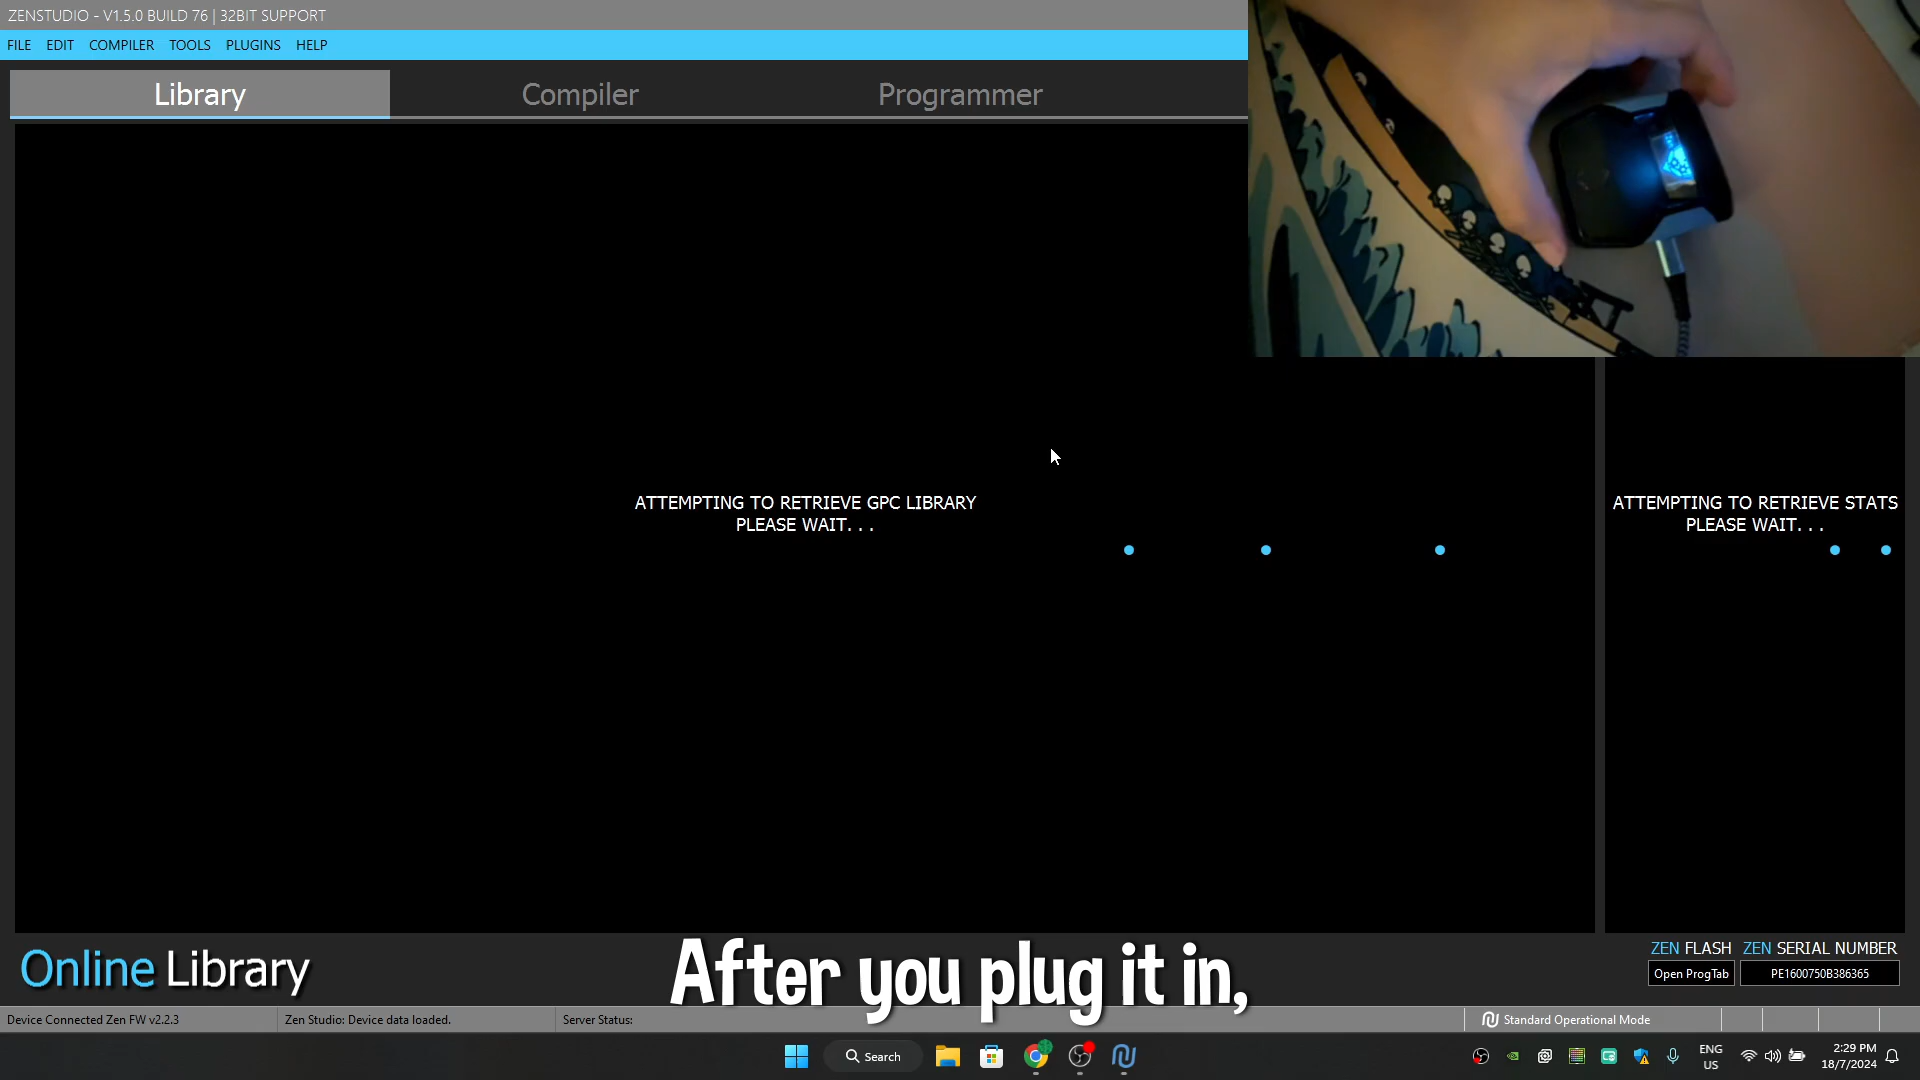 ZENSTUDIO - V1.5.0 BUILD 76 | 32BIT SUPPORT
FILE EDIT COMPILER TOOLS PLUGINS HELP
Library Compiler Programmer
ATTEMPTING TO RETRIEVE GPC LIBRARY
PLEASE WAIT. . .
ATTEMPTING TO RETRIEVE STATS
PLEASE WAIT. . .
Online Library
After you plug it in,
ZEN FLASH ZEN SERIAL NUMBER
Open ProgTab PE1600750B386365
Device Connected Zen FW v2.2.3 Zen Studio: Device data loaded. Server Status: Standard Operational Mode
Search
ENG
US
2:29 PM
18/7/2024